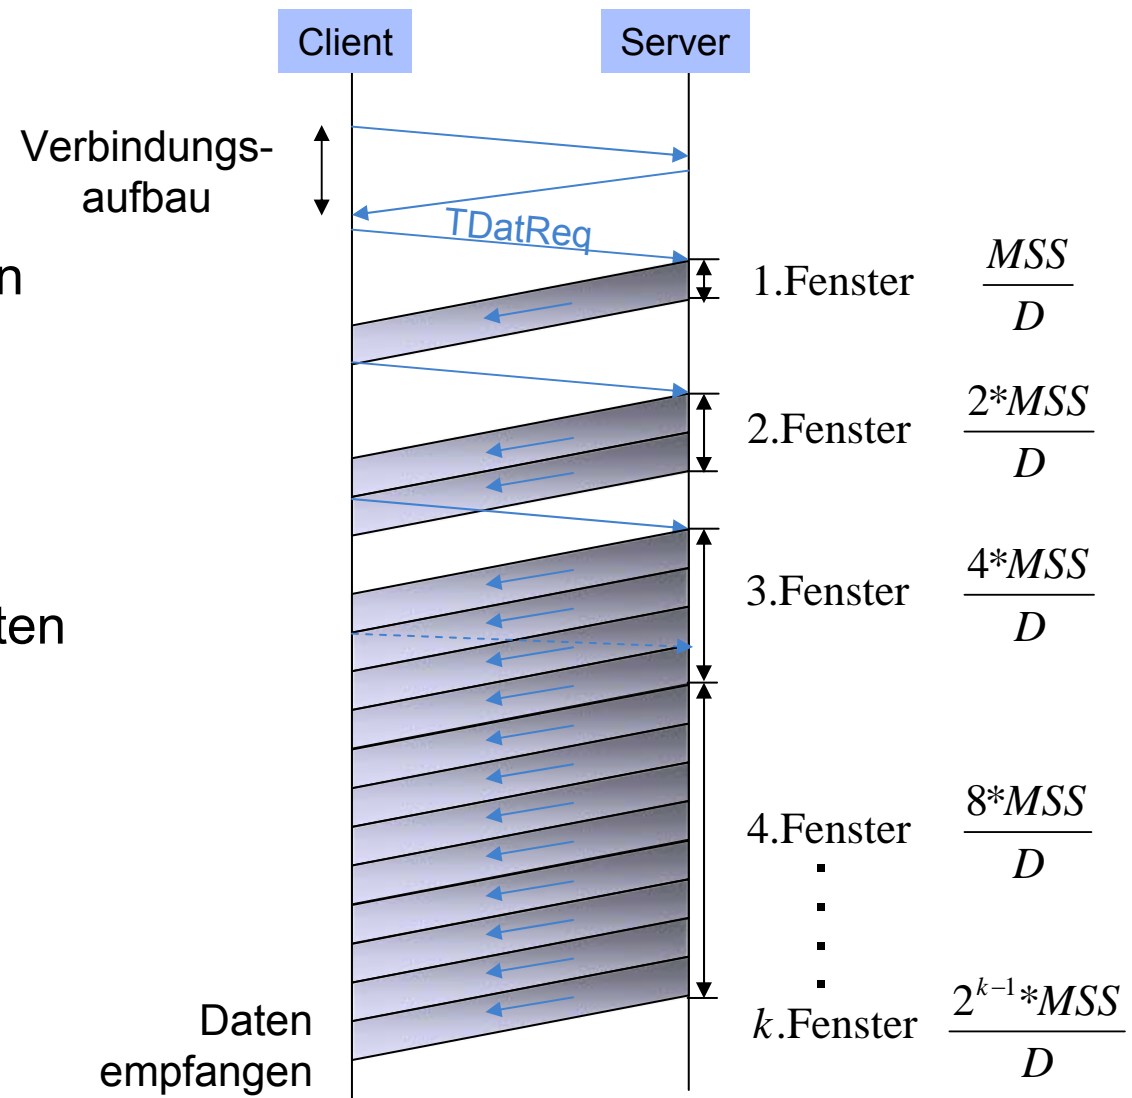 Client
Server
Verbindungs-
aufbau
TDatReq
n
1.Fenster MSS/D
2.Fenster 2*MSS/D
3.Fenster 4*MSS/D
ten
4.Fenster 8*MSS/D
k.Fenster 2^{k-1}*MSS/D
Daten
empfangen